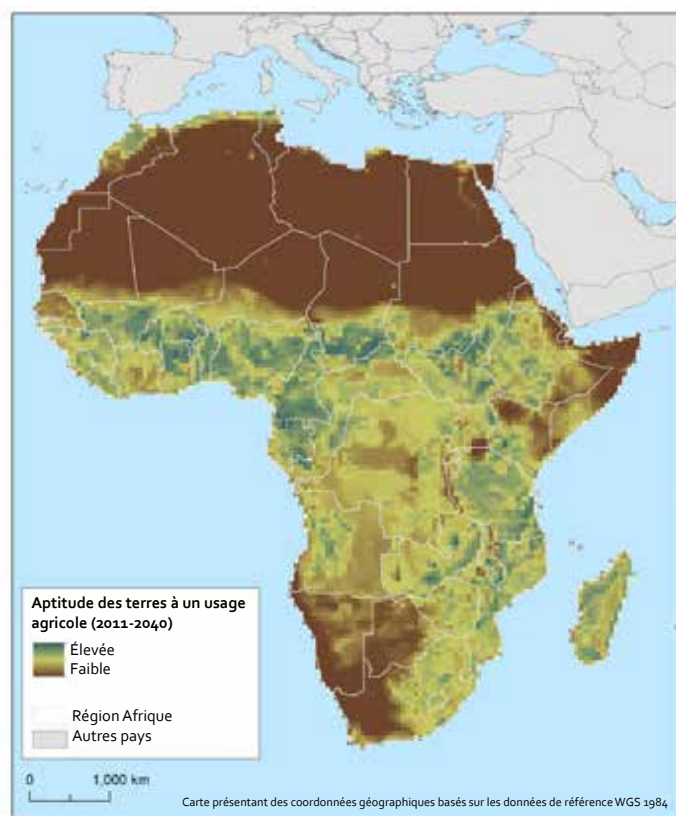 Aptitude des terres à un usage
agricole (2011-2040)
Élevée
Faible
Région Afrique
Autres pays
0 1,000 km
Carte présentant des coordonnées géographiques basés sur les données de référence WGS 1984